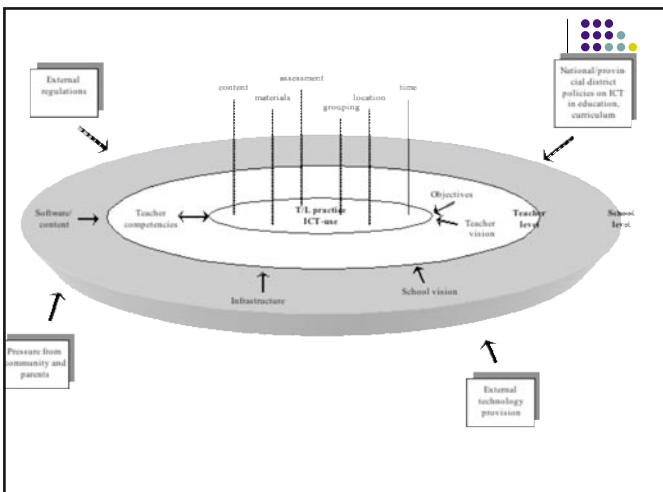 External
regulations
National/provin-
cial district
policies on ICT
in education,
curriculum
assessment
content
time
location
materials
grouping
Objectives
Software/
content
Teacher
competencies
T/L practice
ICT-use
Teacher
vision
Teacher
level
School
level
Infrastructure
School vision
Pressure from
community and
parents
External
technology
provision